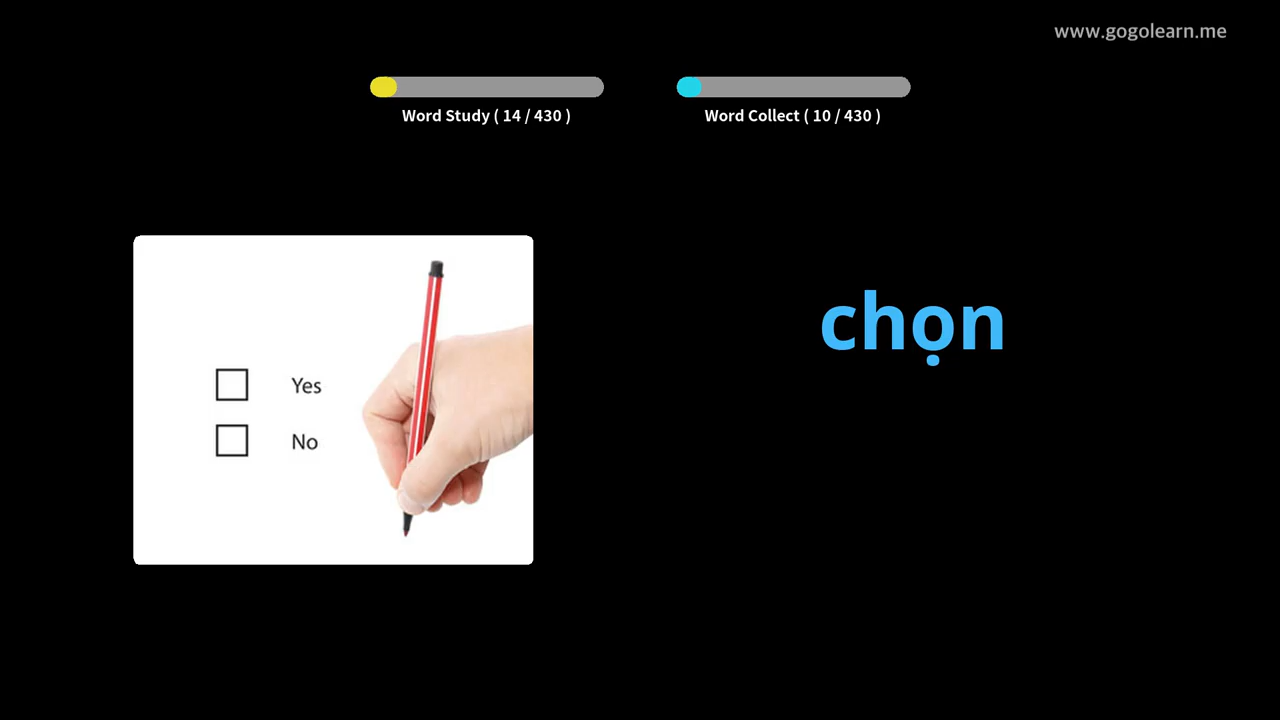 www.gogolearn.me
Word Study ( 14 / 430 )
Word Collect ( 10 / 430 )
chọn
Yes
No